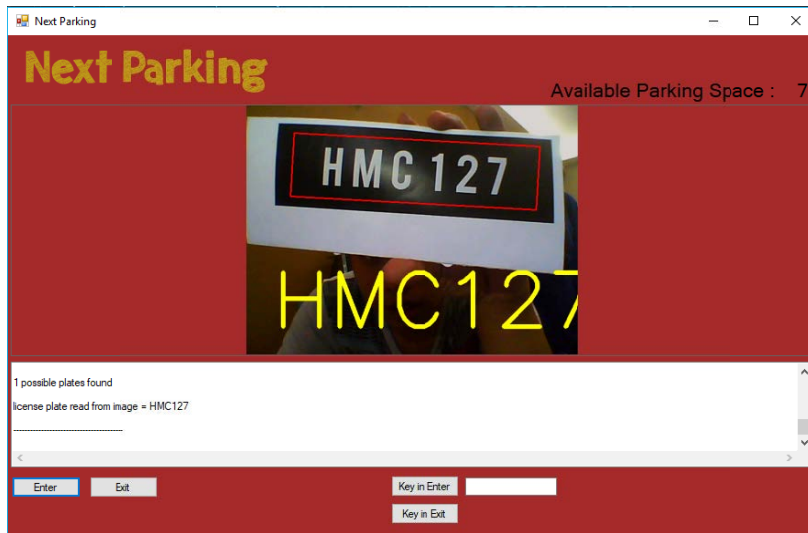 Next Parking
Next Parking
Available Parking Space : 7
HMC 127
HMC127
1 possible plates found
license plate read from image = HMC127
----------------------------------------
Enter
Exit
Key in Enter
Key in Exit